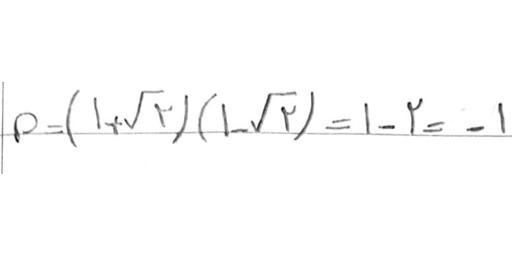 P = (۱+√۲)(۱-√۲) = ۱-۲ = -۱